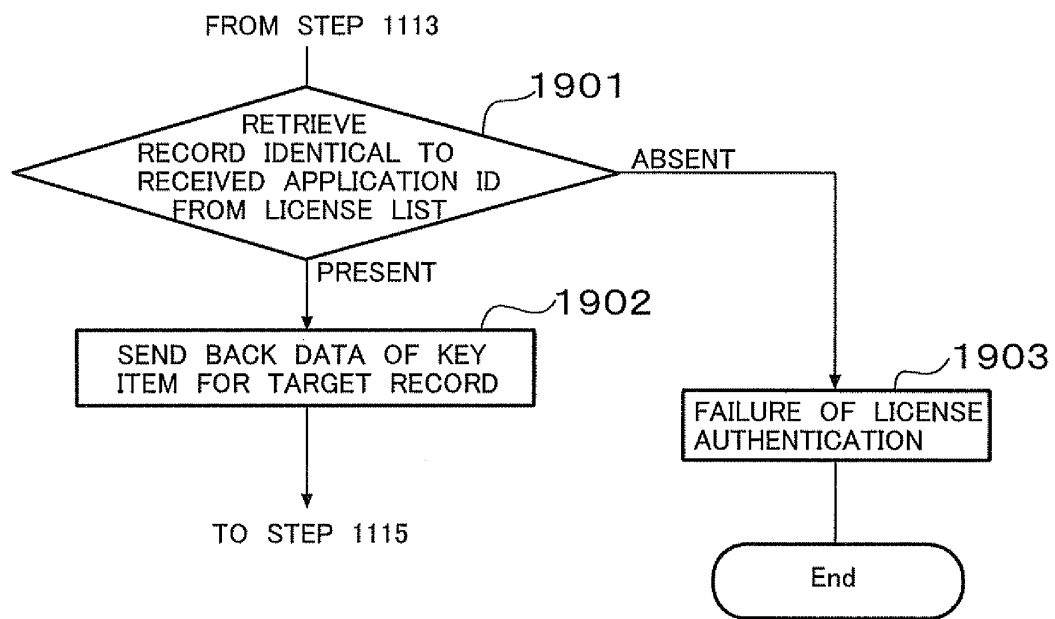 FROM STEP 1113
1901
RETRIEVE
RECORD IDENTICAL TO
RECEIVED APPLICATION ID
FROM LICENSE LIST
ABSENT
PRESENT
1902
SEND BACK DATA OF KEY
ITEM FOR TARGET RECORD
1903
FAILURE OF LICENSE
AUTHENTICATION
TO STEP 1115
End